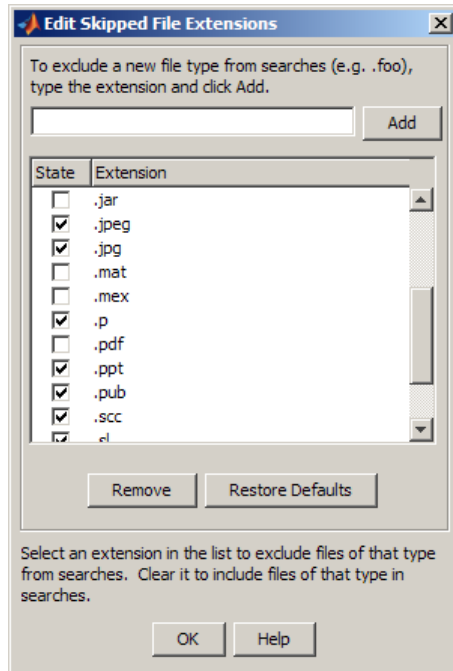 Edit Skipped File Extensions
To exclude a new file type from searches (e.g. .foo),
type the extension and click Add.
Add
State Extension
.jar
.jpeg
.jpg
.mat
.mex
.p
.pdf
.ppt
.pub
.scc
Remove Restore Defaults
Select an extension in the list to exclude files of that type
from searches. Clear it to include files of that type in
searches.
OK Help